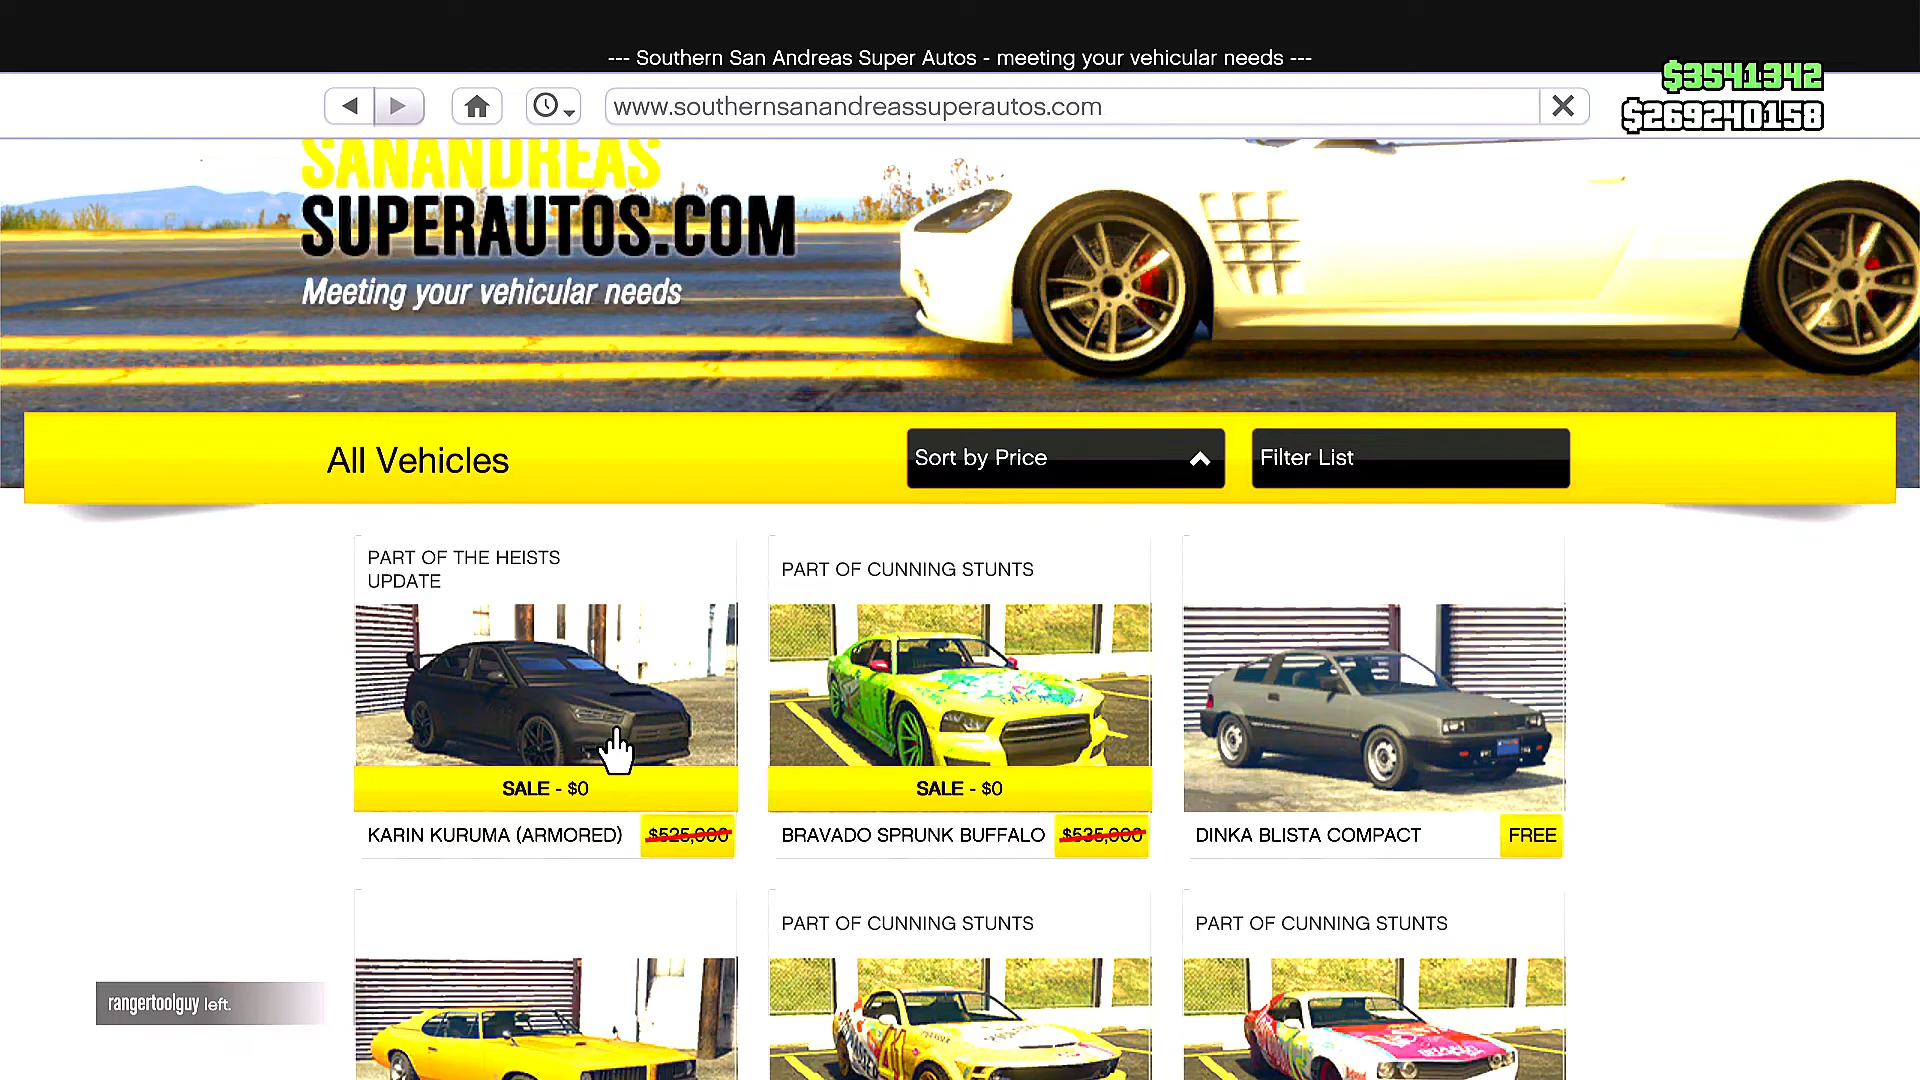 --- Southern San Andreas Super Autos - meeting your vehicular needs ---
$3541342
www.southernsanandreassuperautos.com
$269240158
SANANDREAS
SUPERAUTOS.COM
Meeting your vehicular needs
All Vehicles
Sort by Price
Filter List
PART OF THE HEISTS
UPDATE
SALE - $0
KARIN KURUMA (ARMORED)
$525,000
PART OF CUNNING STUNTS
SALE - $0
BRAVADO SPRUNK BUFFALO
$535,000
DINKA BLISTA COMPACT
FREE
PART OF CUNNING STUNTS
PART OF CUNNING STUNTS
rangertoolguy left.